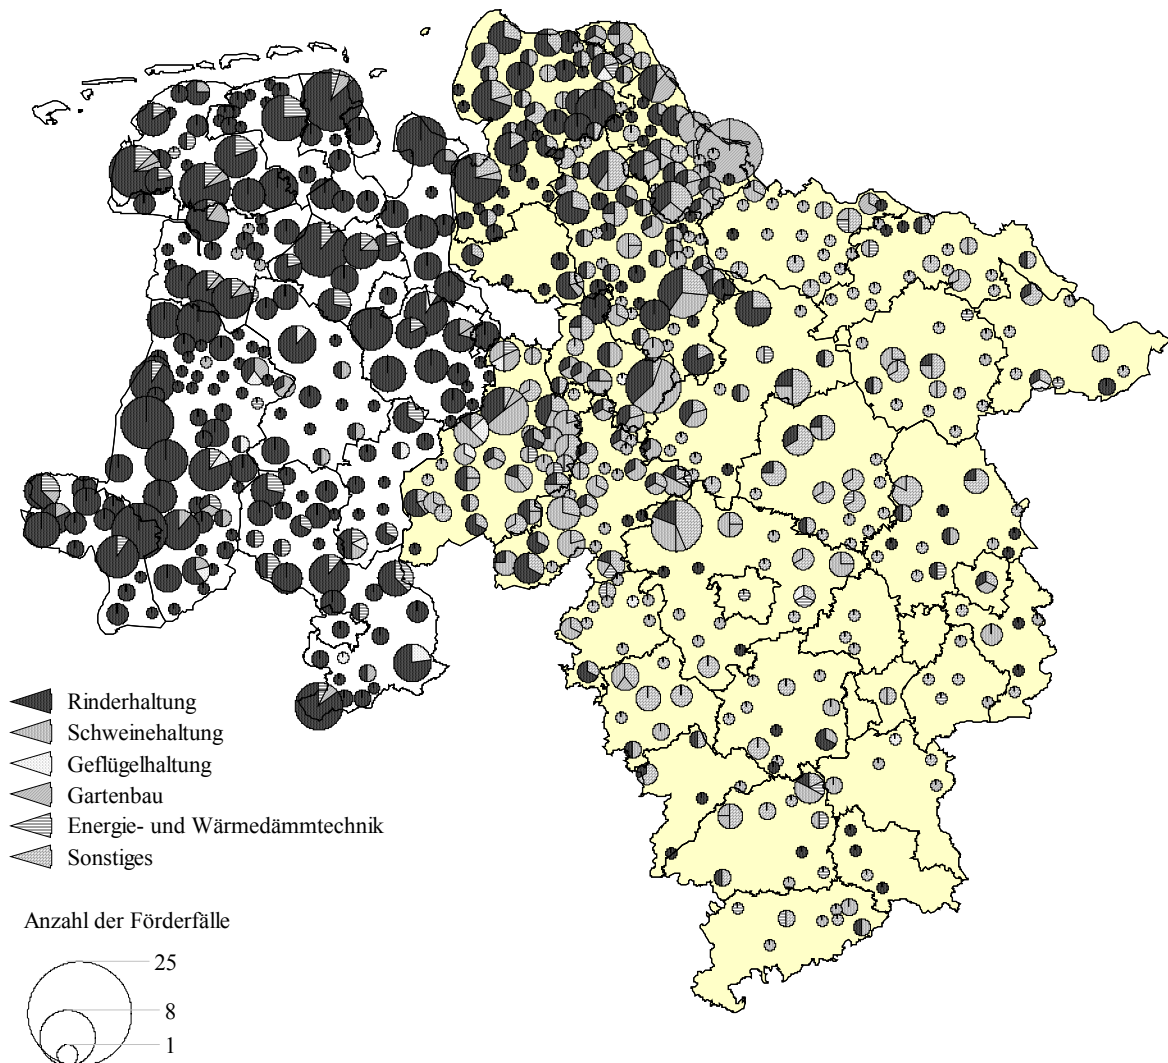 Rinderhaltung
Schweinehaltung
Geflügelhaltung
Gartenbau
Energie- und Wärmedämmtechnik
Sonstiges
Anzahl der Förderfälle
25
8
1